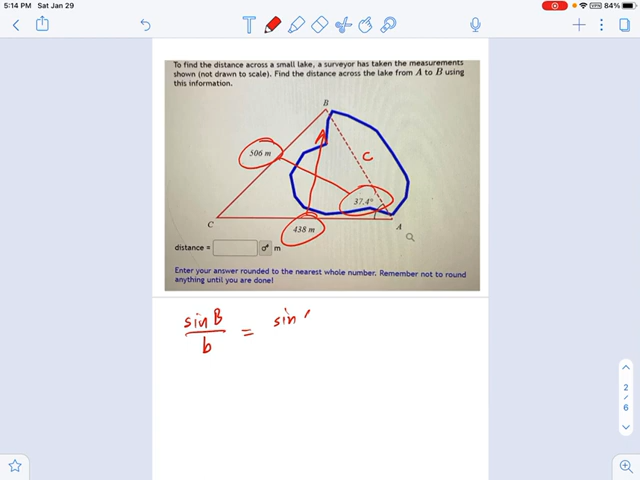 5:14 PM Sat Jan 29
84%
To find the distance across a small lake, a surveyor has taken the measurements
shown (not drawn to scale). Find the distance across the lake from A to B using
this information.
B
506 m
C
37.4°
C
A
438 m
distance = m
Enter your answer rounded to the nearest whole number. Remember not to round
anything until you are done!
sin B
b
=
sin
2
/
6